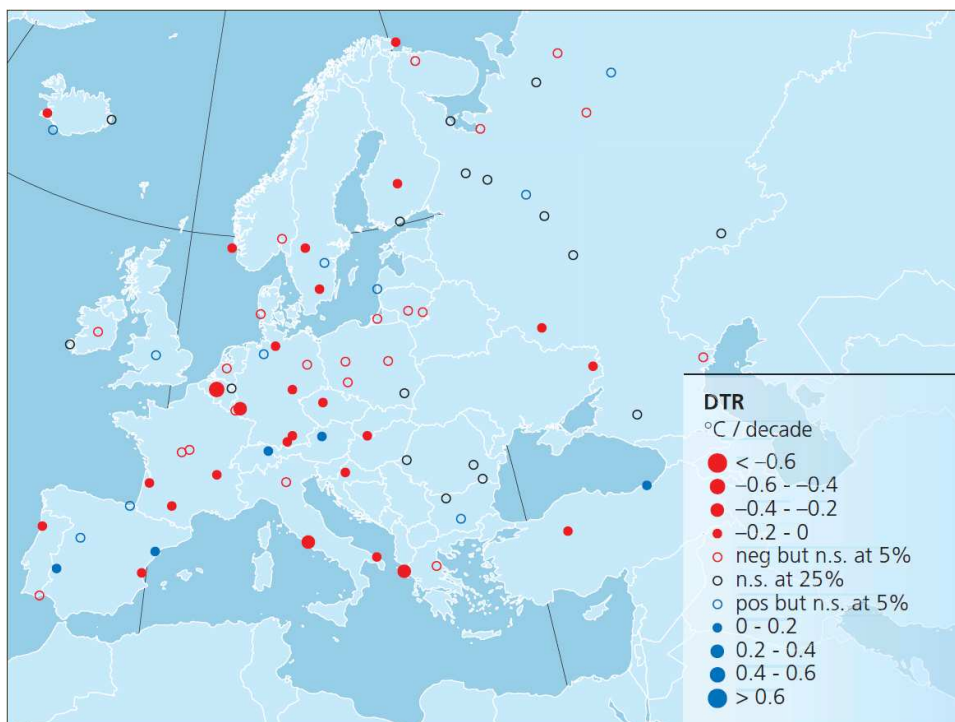 DTR
°C / decade
< –0.6
–0.6 - –0.4
–0.4 - –0.2
–0.2 - 0
neg but n.s. at 5%
n.s. at 25%
pos but n.s. at 5%
0 - 0.2
0.2 - 0.4
0.4 - 0.6
> 0.6